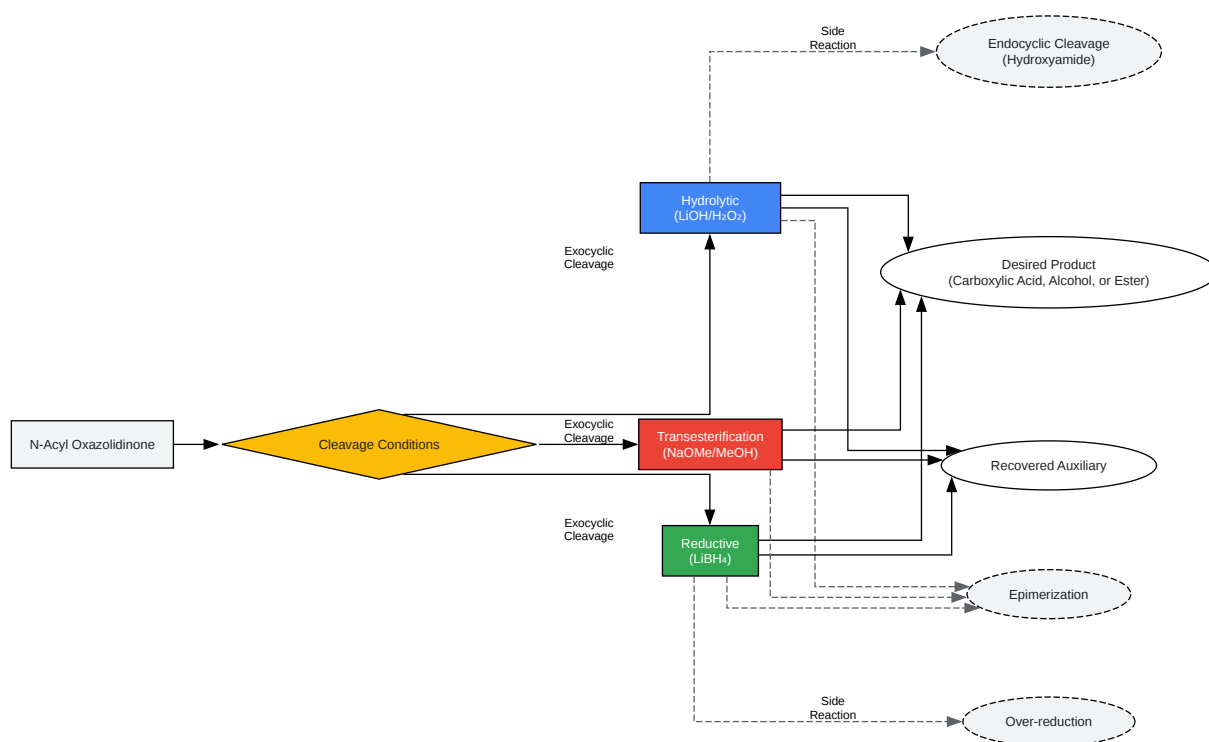 Side
Reaction
Endocyclic Cleavage
(Hydroxyamide)
Hydrolytic
(LiOH/H₂O₂)
Exocyclic
Cleavage
Desired Product
(Carboxylic Acid, Alcohol, or Ester)
N-Acyl Oxazolidinone
Cleavage Conditions
Exocyclic
Cleavage
Transesterification
(NaOMe/MeOH)
Recovered Auxiliary
Exocyclic
Cleavage
Reductive
(LiBH₄)
Epimerization
Side
Reaction
Over-reduction